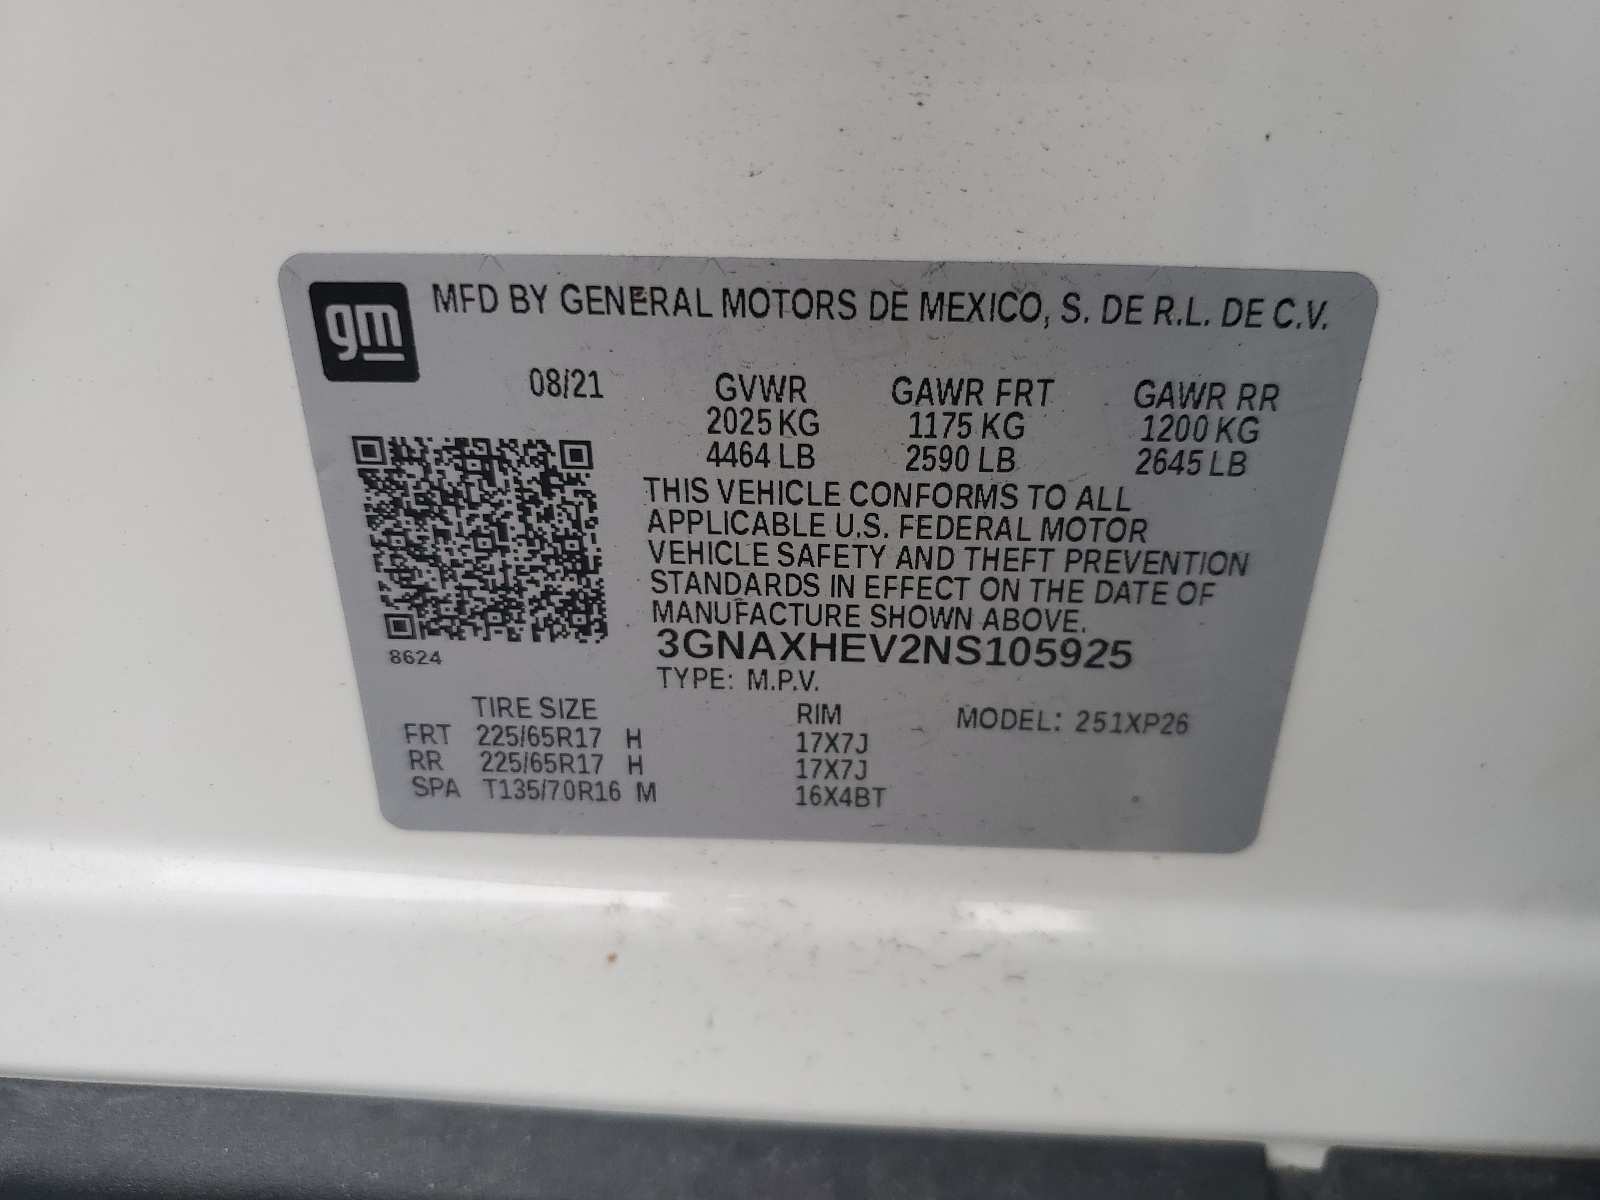 gm
MFD BY GENERAL MOTORS DE MEXICO, S. DE R.L. DE C.V.
08/21 GVWR GAWR FRT GAWR RR
2025 KG 1175 KG 1200 KG
4464 LB 2590 LB 2645 LB
THIS VEHICLE CONFORMS TO ALL
APPLICABLE U.S. FEDERAL MOTOR
VEHICLE SAFETY AND THEFT PREVENTION
STANDARDS IN EFFECT ON THE DATE OF
MANUFACTURE SHOWN ABOVE.
8624 3GNAXHEV2NS105925
TYPE: M.P.V.
TIRE SIZE RIM MODEL: 251XP26
FRT 225/65R17 H 17X7J
RR 225/65R17 H 17X7J
SPA T135/70R16 M 16X4BT